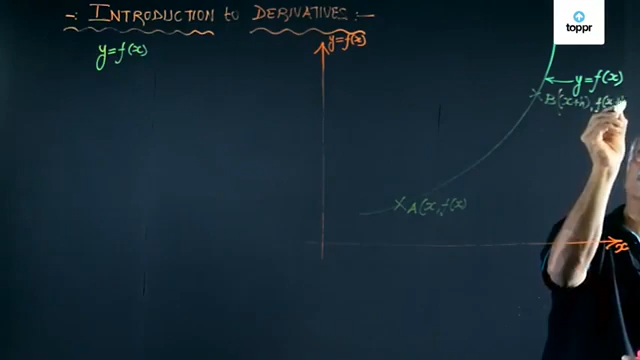 -: INTRODUCTION to DERIVATIVES :-
y=f(x)
y=f(x)
toppr
y=f(x)
B(x+h), f(x+h
A(x, f(x)
x